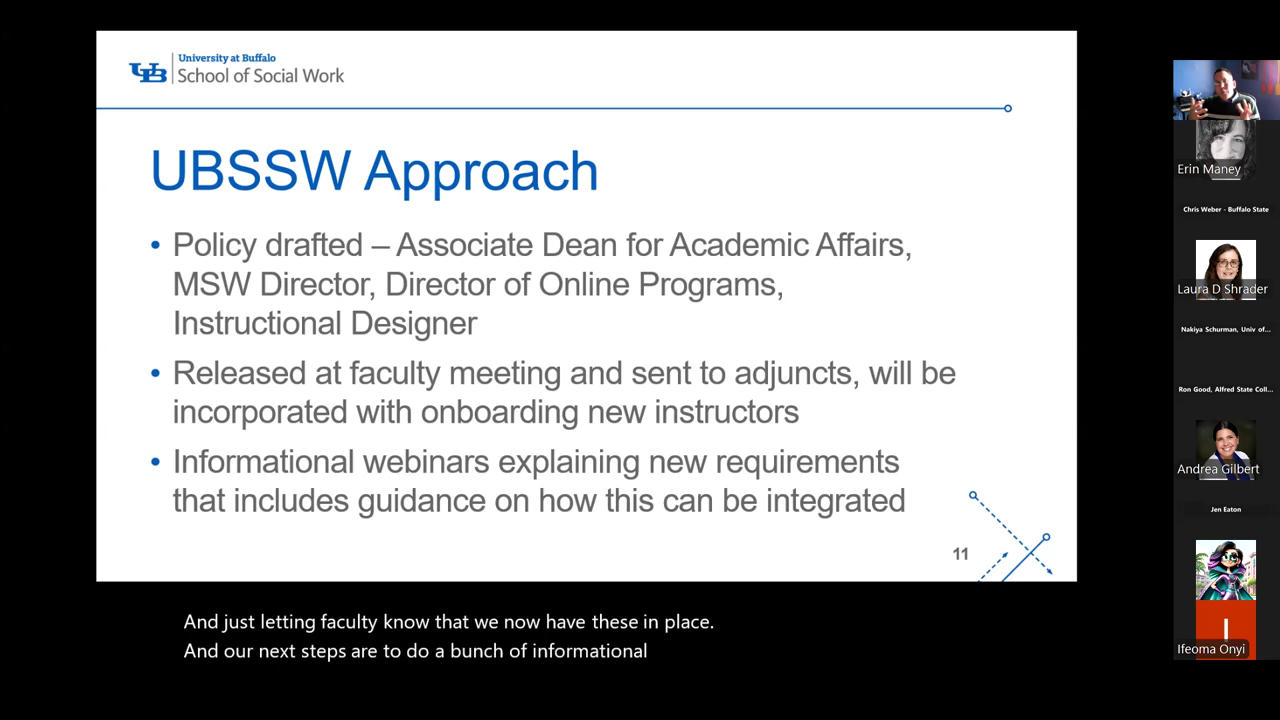 UB
University at Buffalo
School of Social Work
UBSSW Approach
• Policy drafted – Associate Dean for Academic Affairs,
MSW Director, Director of Online Programs,
Instructional Designer
• Released at faculty meeting and sent to adjuncts, will be
incorporated with onboarding new instructors
• Informational webinars explaining new requirements
that includes guidance on how this can be integrated
11
And just letting faculty know that we now have these in place.
And our next steps are to do a bunch of informational
Erin Maney
Chris Weber - Buffalo State
Laura D Shrader
Nakiya Schurman, Univ of...
Ron Good, Alfred State Coll...
Andrea Gilbert
Jen Eaton
I
Ifeoma Onyi